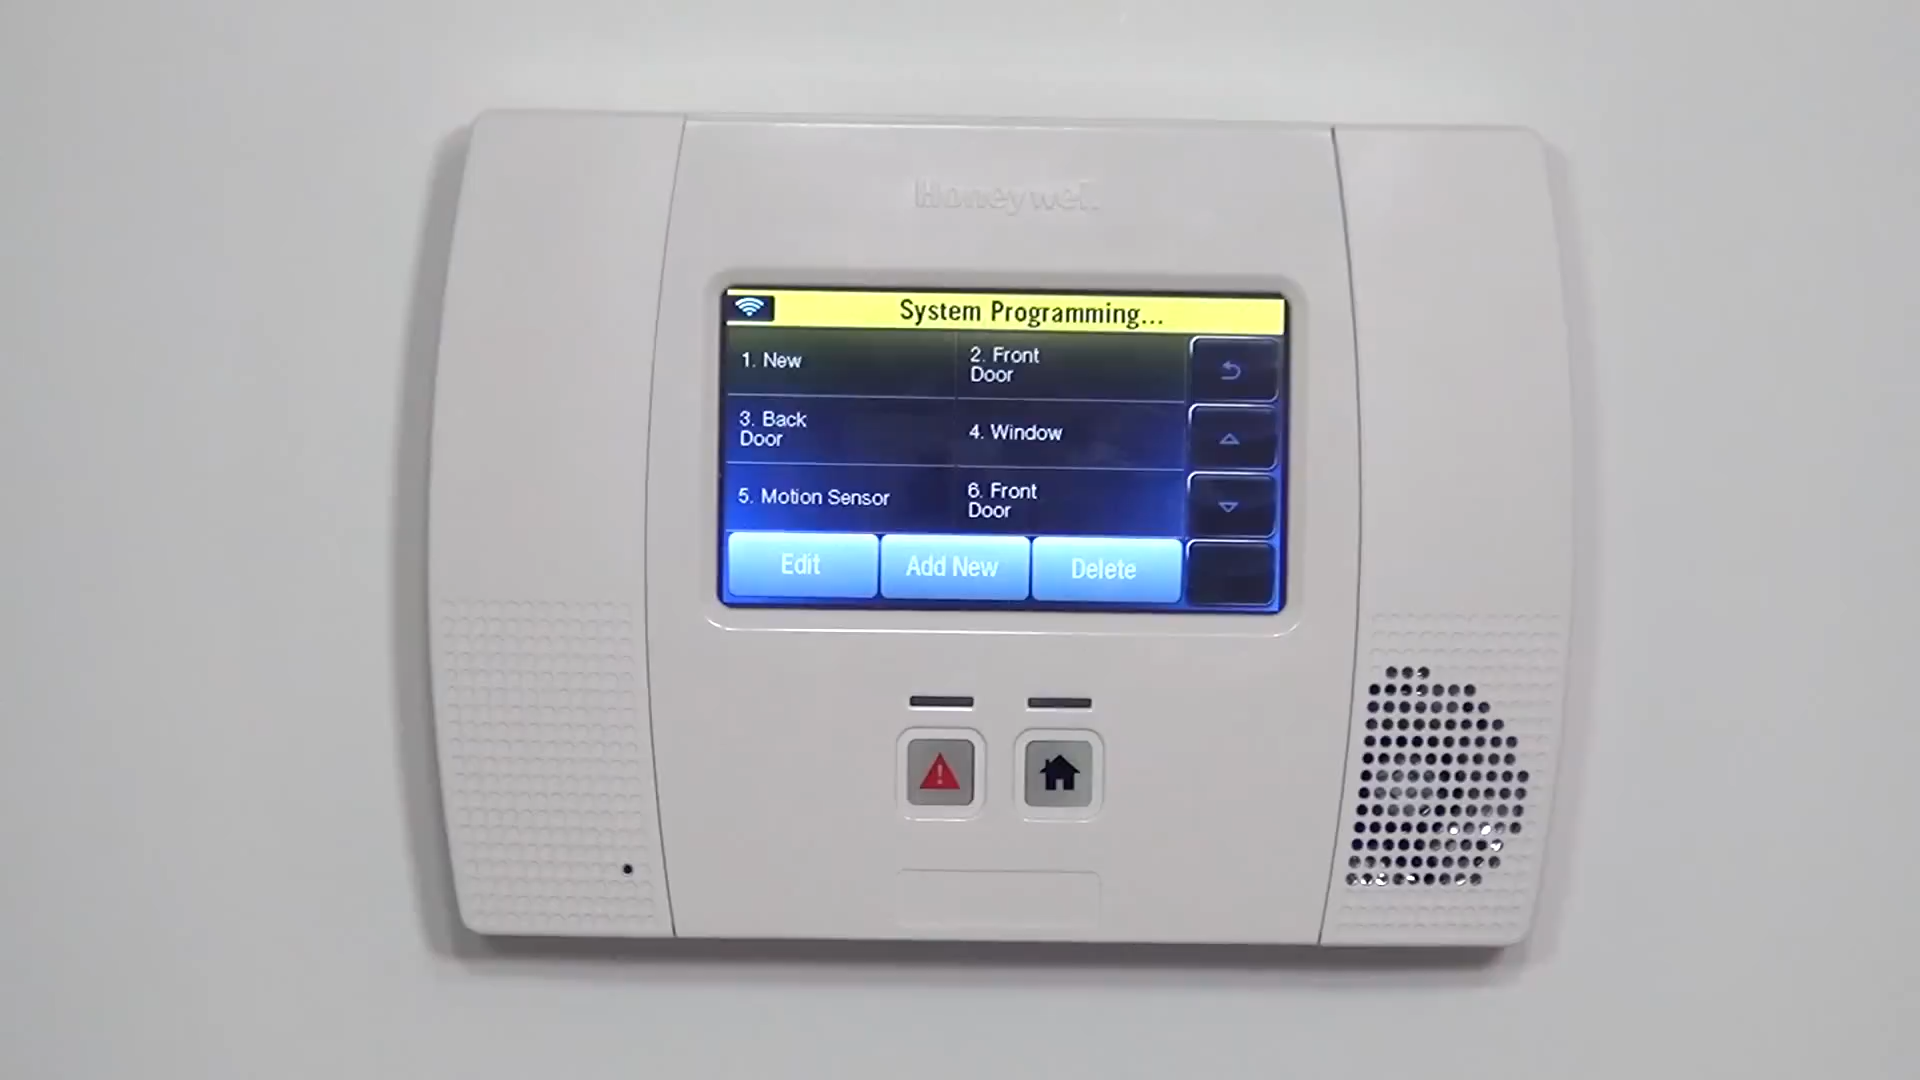 Honeywell
System Programming...
1. New
2. Front
Door
3. Back
Door
4. Window
5. Motion Sensor
6. Front
Door
Edit
Add New
Delete